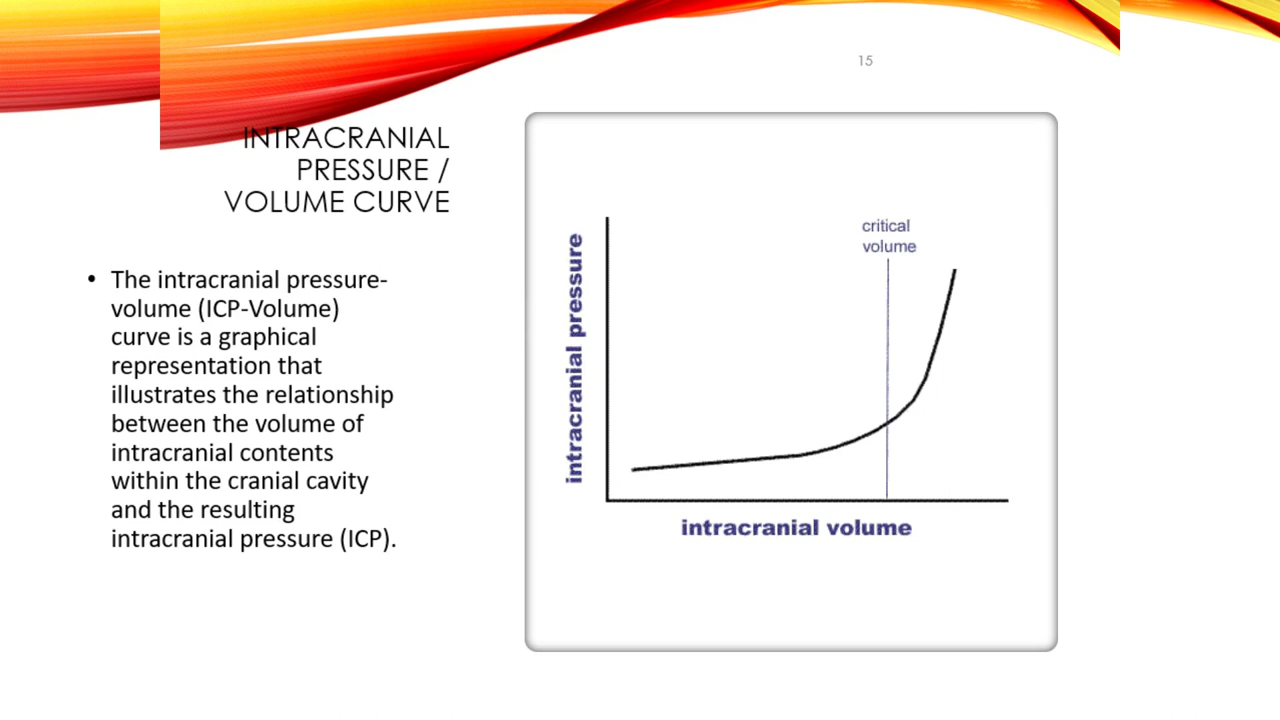 15
INTRACRANIAL
PRESSURE /
VOLUME CURVE
• The intracranial pressure-
volume (ICP-Volume)
curve is a graphical
representation that
illustrates the relationship
between the volume of
intracranial contents
within the cranial cavity
and the resulting
intracranial pressure (ICP).
critical
volume
intracranial pressure
intracranial volume